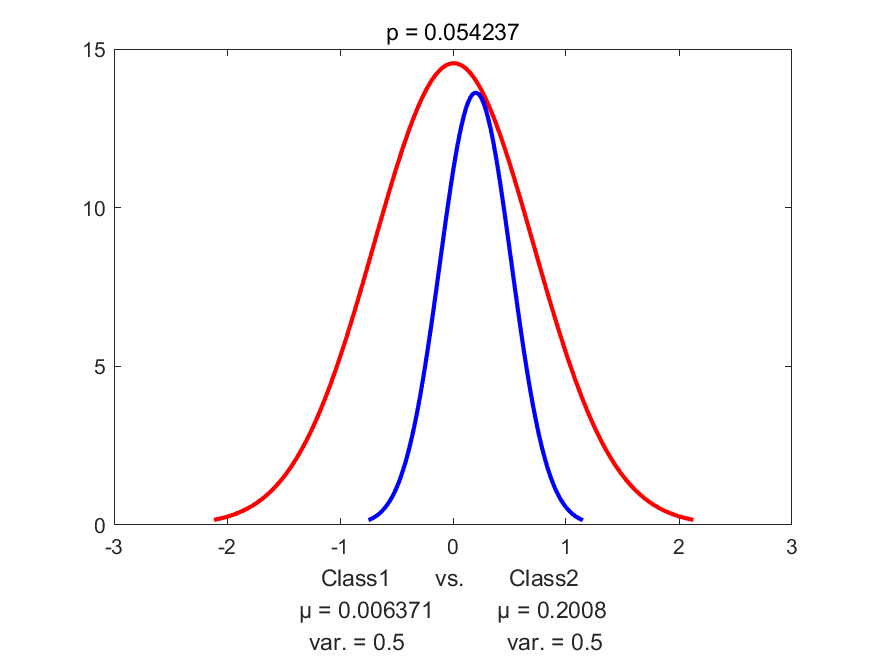 p = 0.054237
15
10
5
0
-3 -2 -1 0 1 2 3
Class1 vs. Class2
μ = 0.006371 μ = 0.2008
var. = 0.5 var. = 0.5